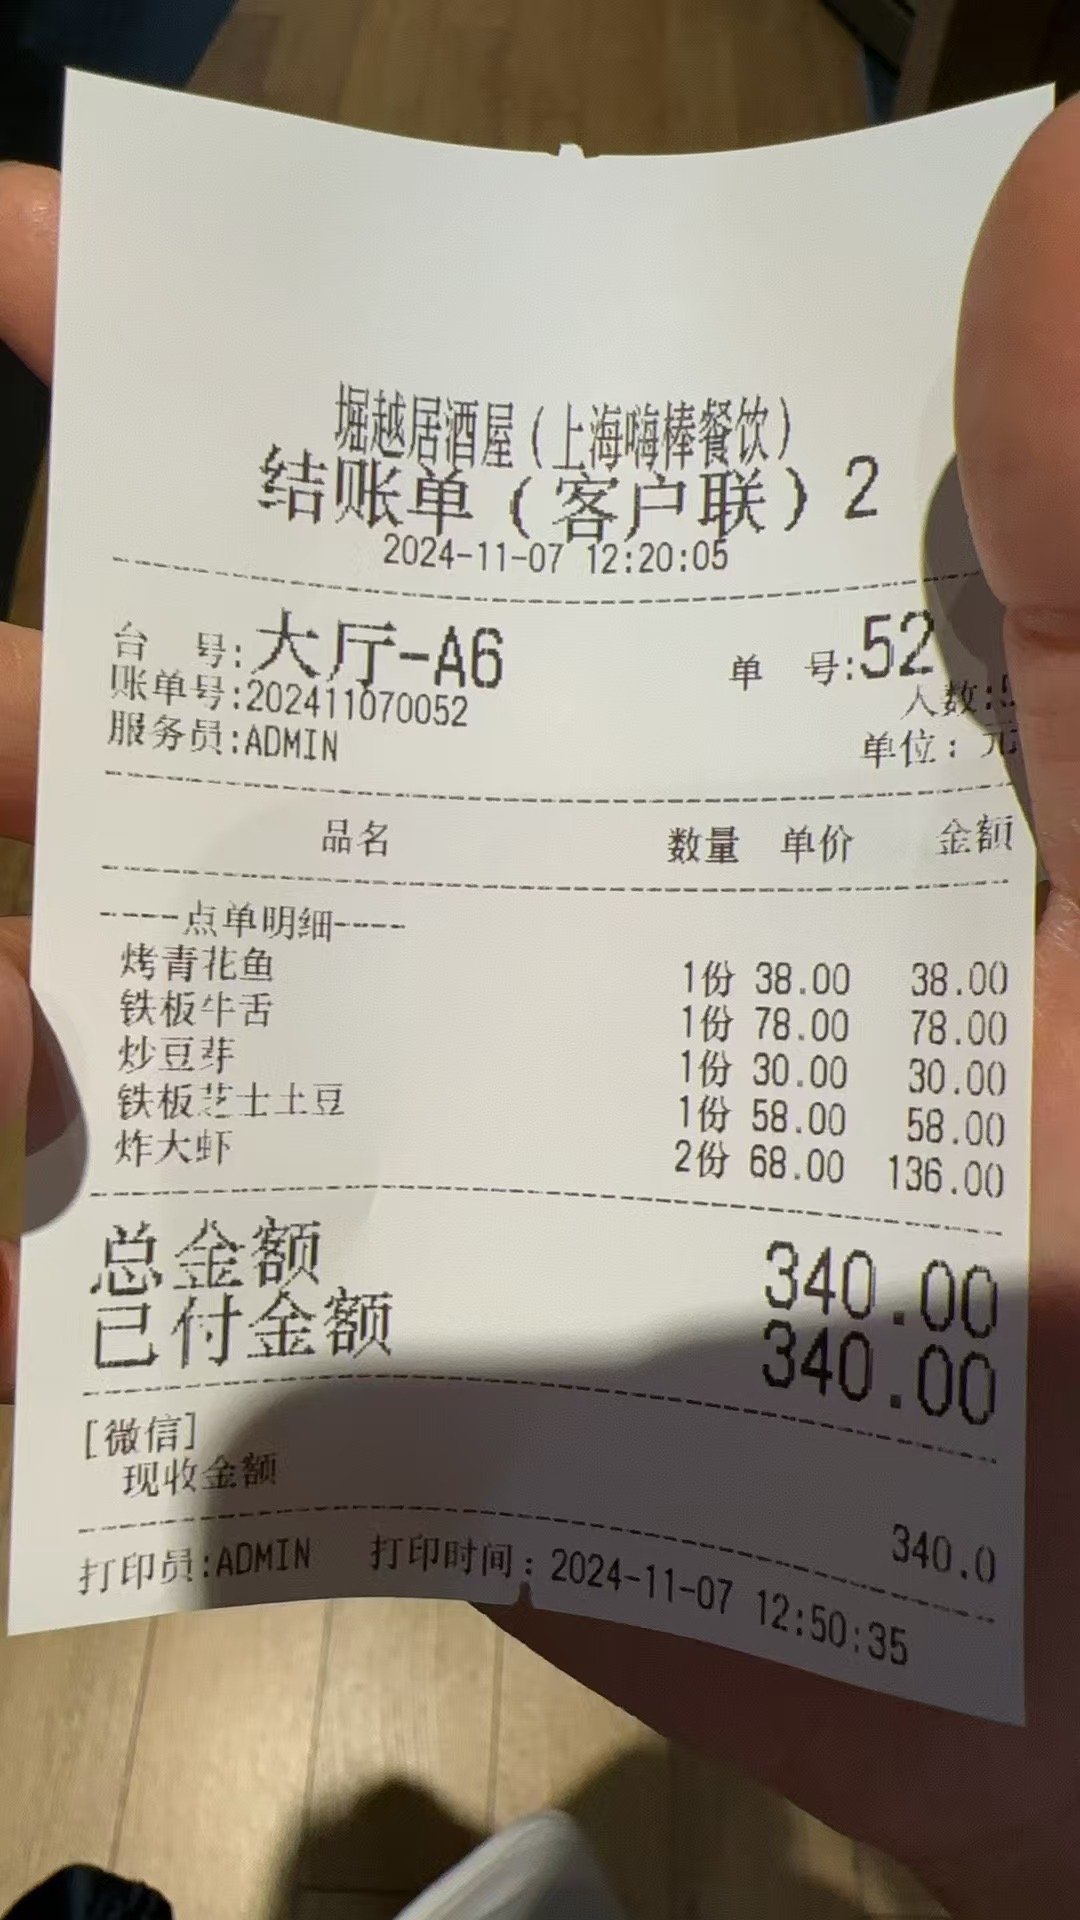 堀越居酒屋(上海嗨棒餐饮)
结账单(客户联)2
2024-11-07 12:20:05
台 号:大厅-A6 单 号:52
账单号:202411070052 人数:
服务员:ADMIN 单位:元
品名 数量 单价 金额
----点单明细----
烤青花鱼 1份 38.00 38.00
铁板牛舌 1份 78.00 78.00
炒豆芽 1份 30.00 30.00
铁板芝士土豆 1份 58.00 58.00
炸大虾 2份 68.00 136.00
总金额 340.00
已付金额 340.00
[微信]
现收金额 340.0
打印员:ADMIN 打印时间:2024-11-07 12:50:35